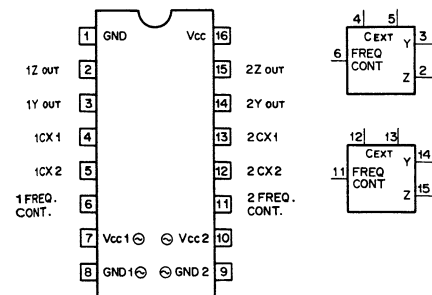 1 GND Vcc 16
1Z OUT 2 15 2Z OUT
1Y OUT 3 14 2Y OUT
1CX1 4 13 2CX1
1CX2 5 12 2CX2
1 FREQ. CONT. 6 11 2 FREQ. CONT.
7 Vcc1 Vcc2 10
8 GND1 GND2 9
4 5
CEXT
6 FREQ CONT Y 3
Z 2
12 13
CEXT
11 FREQ CONT Y 14
Z 15